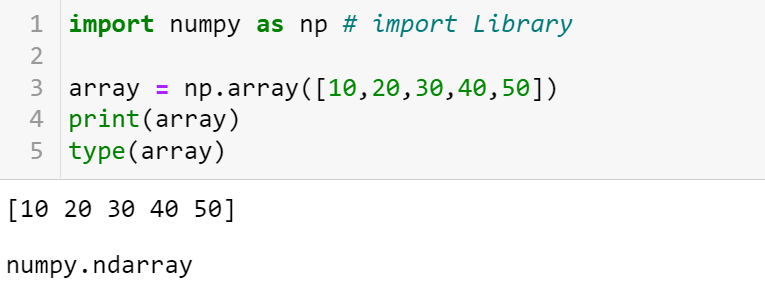 1 import numpy as np # import Library
2
3 array = np.array([10,20,30,40,50])
4 print(array)
5 type(array)
[10 20 30 40 50]
numpy.ndarray